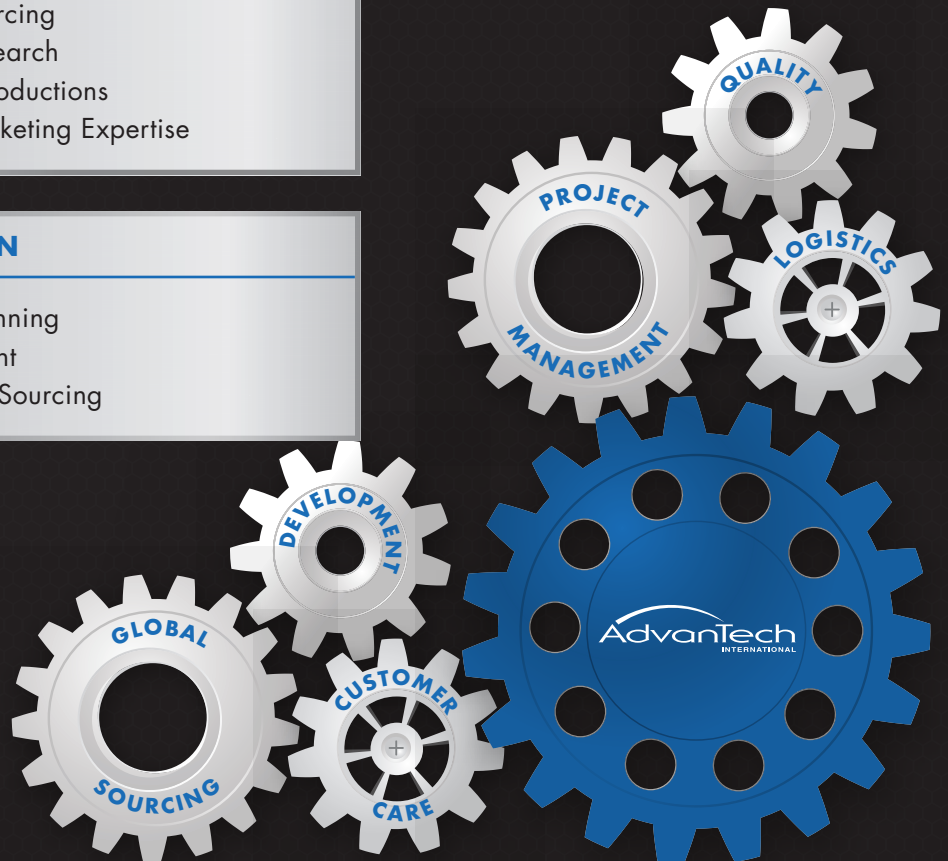 rcing
earch
oductions
keting Expertise
N
nning
nt
Sourcing
QUALITY
PROJECT
MANAGEMENT
LOGISTICS
DEVELOPMENT
GLOBAL
SOURCING
CUSTOMER
CARE
AdvanTech
INTERNATIONAL